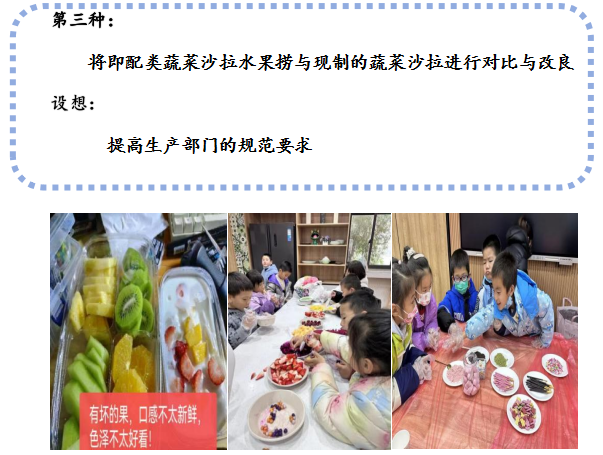 第三种：
将即配类蔬菜沙拉水果捞与现制的蔬菜沙拉进行对比与改良
设想：
提高生产部门的规范要求
有坏的果，口感不太新鲜，
色泽不太好看！